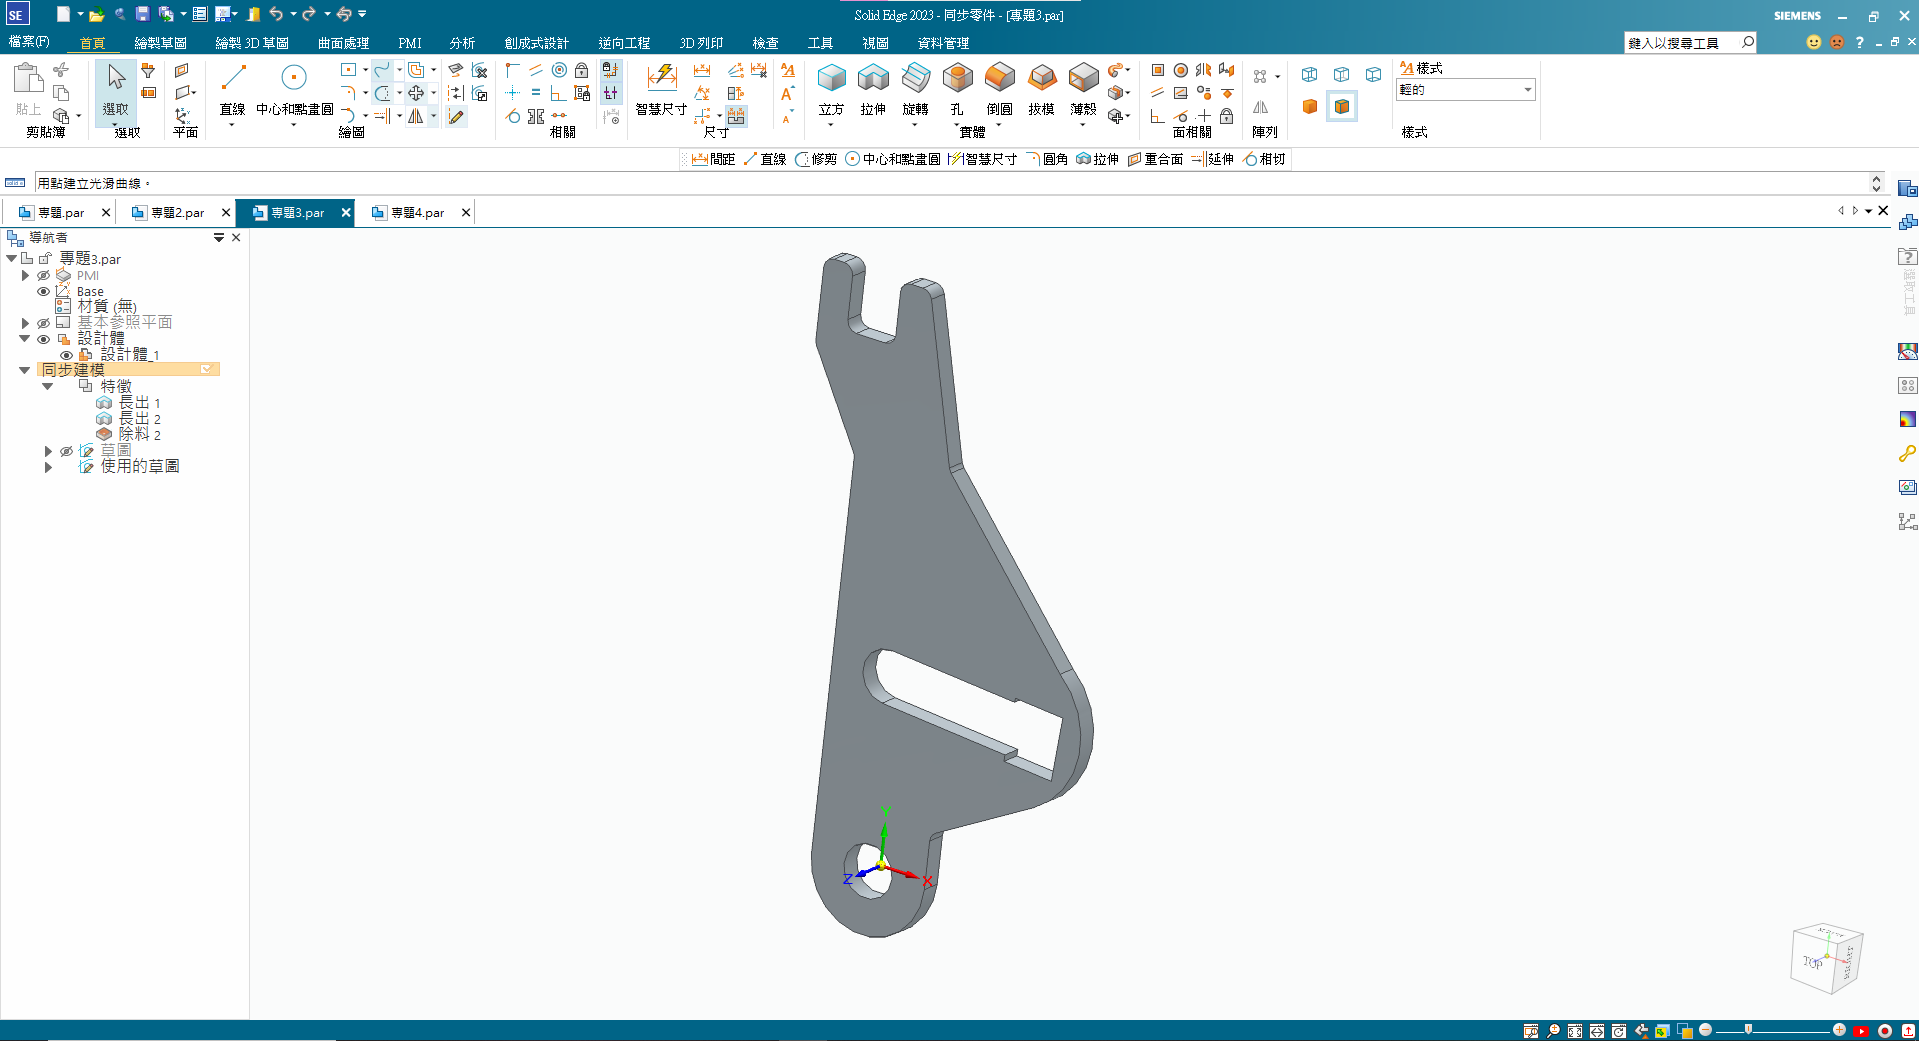 SE
Solid Edge 2023 - 同步零件 - [專題3.par]
SIEMENS
檔案(F) 首頁 繪製草圖 繪製 3D 草圖 曲面處理 PMI 分析 創成式設計 逆向工程 3D 列印 檢查 工具 視圖 資料管理
鍵入以搜尋工具
貼上 選取 直線 中心和點畫圓 智慧尺寸 立方 拉伸 旋轉 孔 倒圓 拔模 薄殼
樣式
輕的
剪貼簿 選取 平面 繪圖 相關 尺寸 實體 面相關 陣列 樣式
間距 直線 修剪 中心和點畫圓 智慧尺寸 圓角 拉伸 重合面 延伸 相切
用點建立光滑曲線。
專題.par 專題2.par 專題3.par 專題4.par
導航者
專題3.par
PMI
Base
材質 (無)
基本參照平面
設計體
設計體_1
同步建模
特徵
長出 1
長出 2
除料 2
草圖
使用的草圖
選取工具
Y
Z
X
TOP